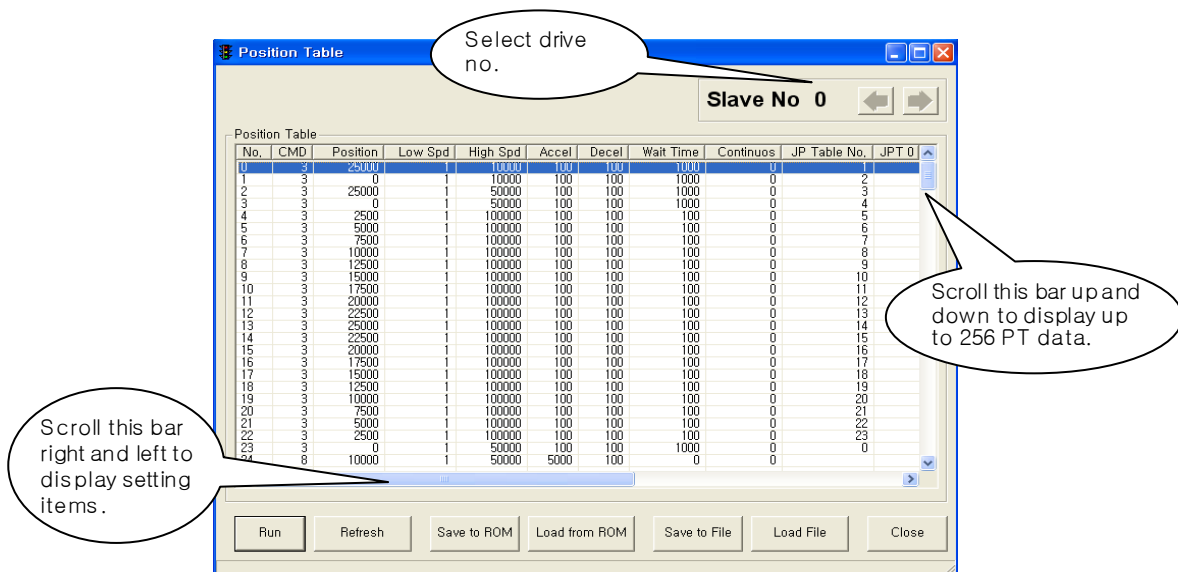 Select drive
no.
Position Table
Slave No 0
Position Table
No. CMD Position Low Spd High Spd Accel Decel Wait Time Continuos JP Table No. JPT 0
0 3 25000 1 10000 100 100 1000 0 1
1 3 0 1 10000 100 100 1000 0 2
2 3 25000 1 50000 100 100 1000 0 3
3 3 0 1 50000 100 100 1000 0 4
4 3 2500 1 100000 100 100 100 0 5
5 3 5000 1 100000 100 100 100 0 6
6 3 7500 1 100000 100 100 100 0 7
7 3 10000 1 100000 100 100 100 0 8
8 3 12500 1 100000 100 100 100 0 9
9 3 15000 1 100000 100 100 100 0 10
10 3 17500 1 100000 100 100 100 0 11
11 3 20000 1 100000 100 100 100 0 12
12 3 22500 1 100000 100 100 100 0 13
13 3 25000 1 100000 100 100 100 0 14
14 3 22500 1 100000 100 100 100 0 15
15 3 20000 1 100000 100 100 100 0 16
16 3 17500 1 100000 100 100 100 0 17
17 3 15000 1 100000 100 100 100 0 18
18 3 12500 1 100000 100 100 100 0 19
19 3 10000 1 100000 100 100 100 0 20
20 3 7500 1 100000 100 100 100 0 21
21 3 5000 1 100000 100 100 100 0 22
22 3 2500 1 100000 100 100 100 0 23
23 3 0 1 50000 100 100 1000 0 0
24 8 10000 1 50000 5000 100 0 0
Scroll this bar up and
down to display up
to 256 PT data.
Scroll this bar
right and left to
display setting
items.
Run Refresh Save to ROM Load from ROM Save to File Load File Close